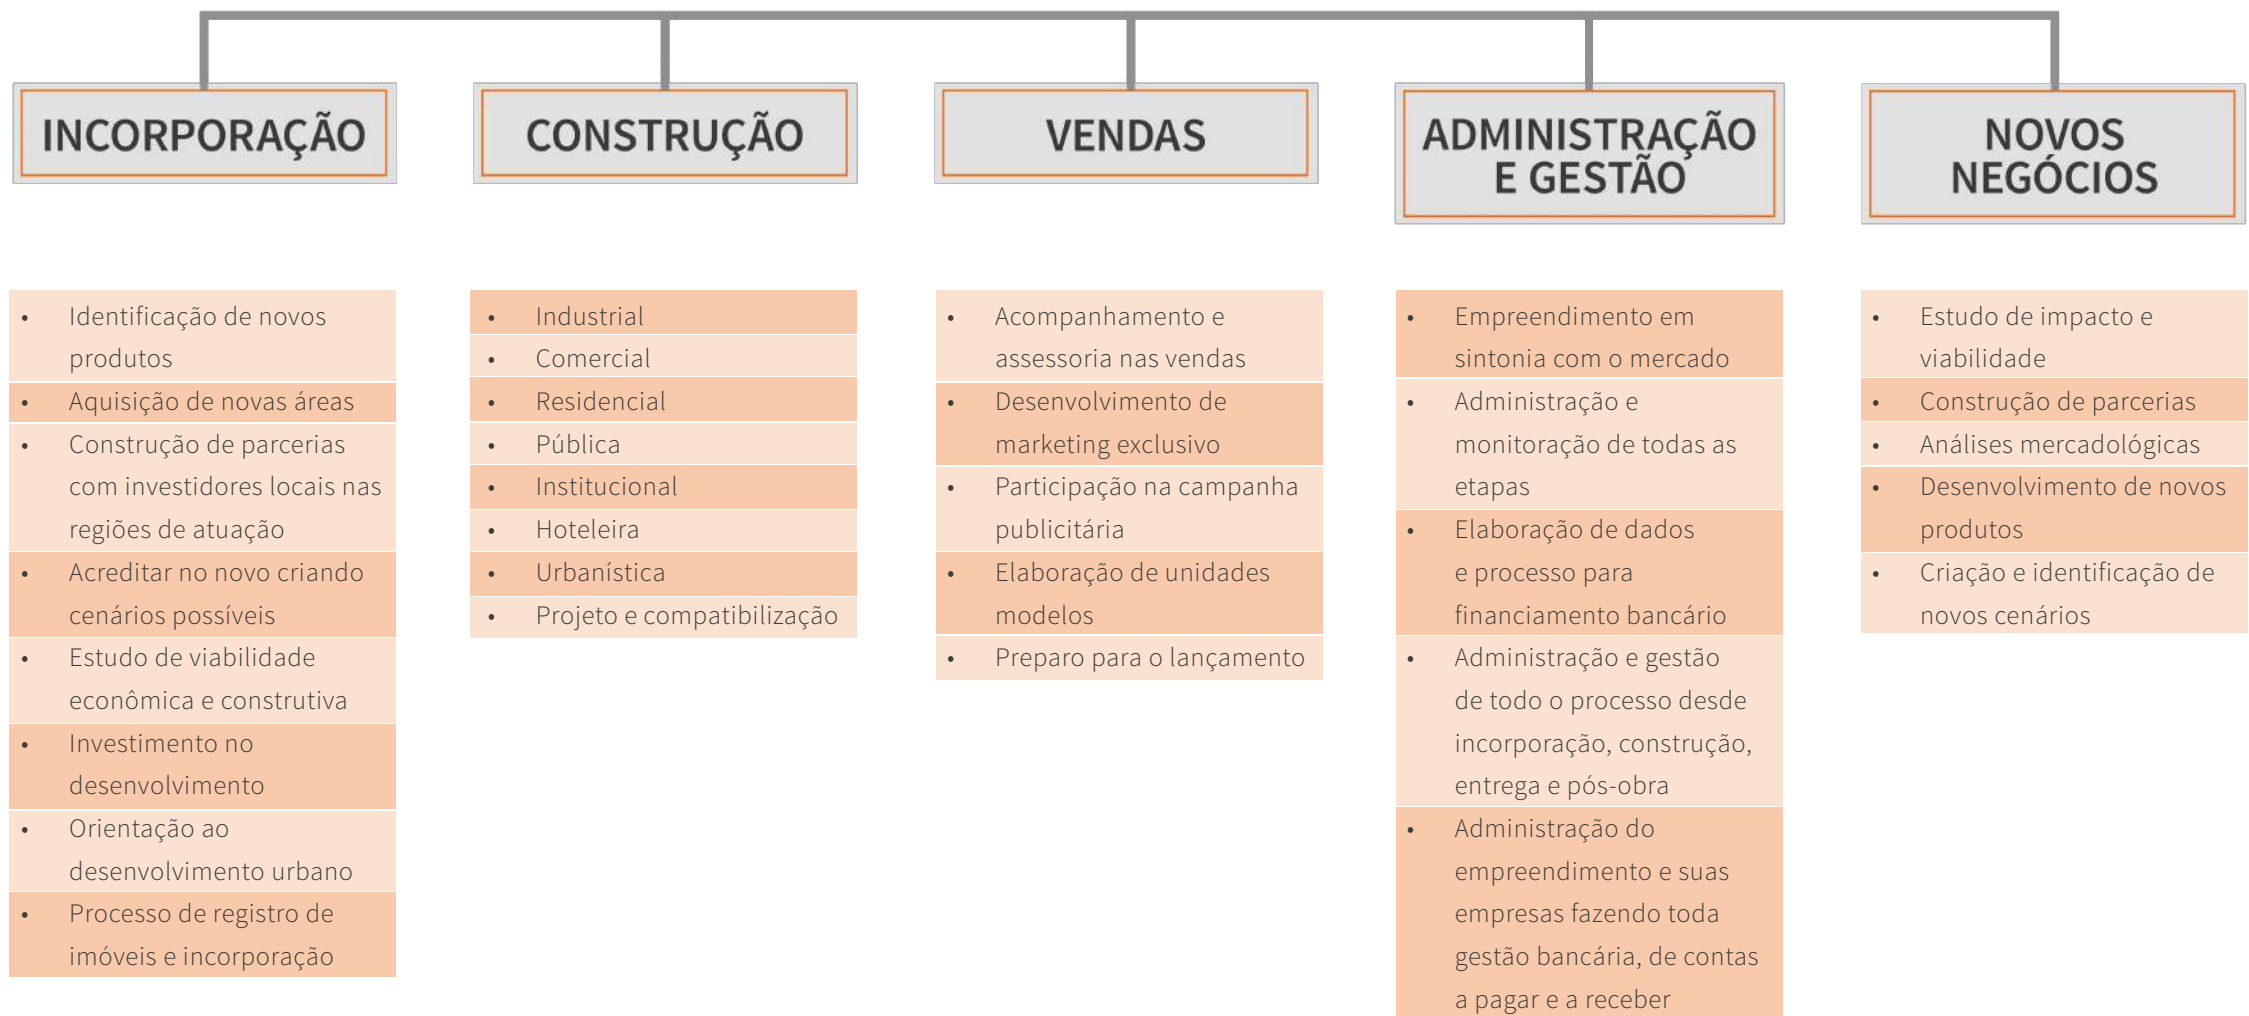 INCORPORAÇÃO
• Identificação de novos
produtos
• Aquisição de novas áreas
• Construção de parcerias
com investidores locais nas
regiões de atuação
• Acreditar no novo criando
cenários possíveis
• Estudo de viabilidade
econômica e construtiva
• Investimento no
desenvolvimento
• Orientação ao
desenvolvimento urbano
• Processo de registro de
imóveis e incorporação
CONSTRUÇÃO
• Industrial
• Comercial
• Residencial
• Pública
• Institucional
• Hoteleira
• Urbanística
• Projeto e compatibilização
VENDAS
• Acompanhamento e
assessoria nas vendas
• Desenvolvimento de
marketing exclusivo
• Participação na campanha
publicitária
• Elaboração de unidades
modelos
• Preparo para o lançamento
ADMINISTRAÇÃO
E GESTÃO
• Empreendimento em
sintonia com o mercado
• Administração e
monitoração de todas as
etapas
• Elaboração de dados
e processo para
financiamento bancário
• Administração e gestão
de todo o processo desde
incorporação, construção,
entrega e pós-obra
• Administração do
empreendimento e suas
empresas fazendo toda
gestão bancária, de contas
a pagar e a receber
NOVOS
NEGÓCIOS
• Estudo de impacto e
viabilidade
• Construção de parcerias
• Análises mercadológicas
• Desenvolvimento de novos
produtos
• Criação e identificação de
novos cenários